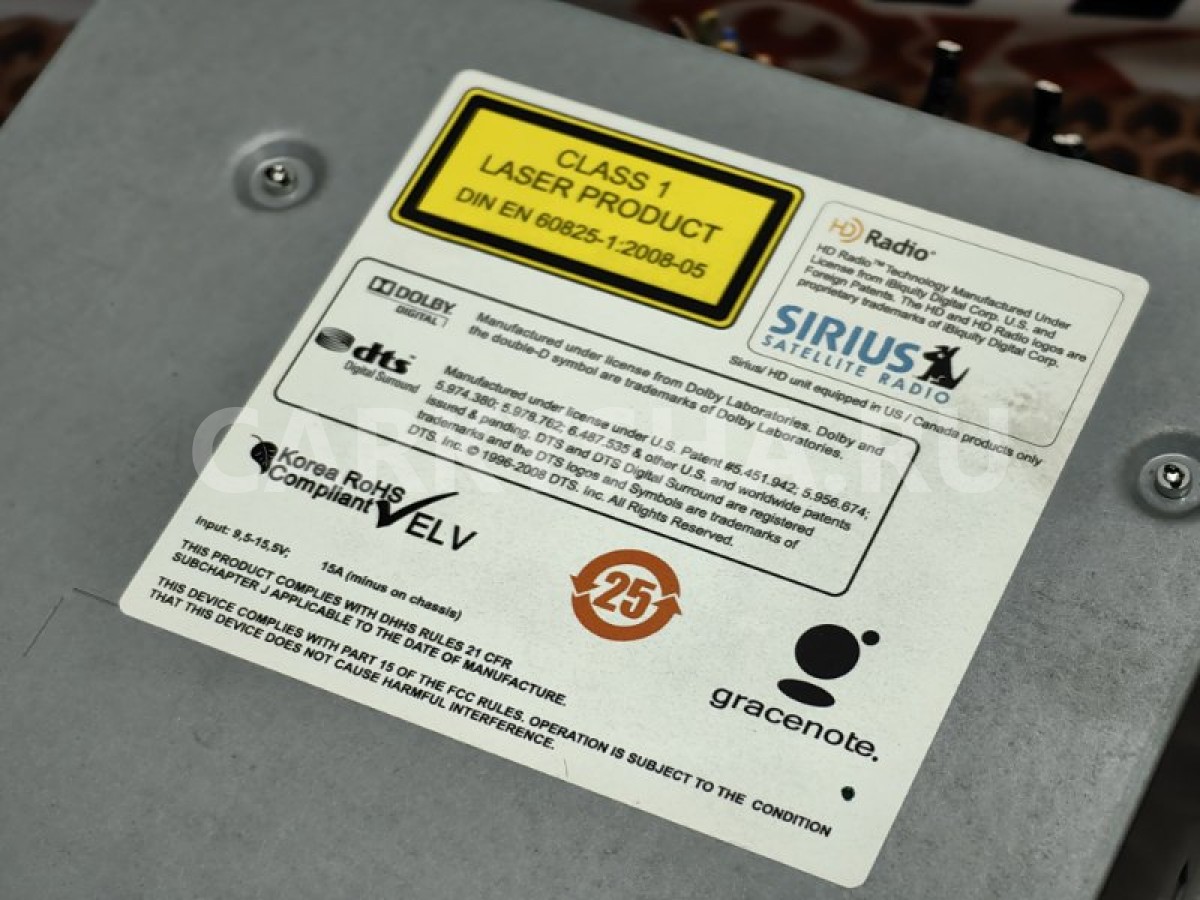 CLASS 1
LASER PRODUCT
DIN EN 60825-1:2008-05
HD Radio
HD Radio™ Technology Manufactured Under
License from iBiquity Digital Corp. U.S. and
Foreign Patents. The HD and HD Radio logos are
proprietary trademarks of iBiquity Digital Corp.
SIRIUS
SATELLITE RADIO
Sirius/ HD unit equipped in US / Canada products only
DOLBY
DIGITAL
Manufactured under license from Dolby Laboratories. Dolby and
the double-D symbol are trademarks of Dolby Laboratories.
dts
Digital Surround
Manufactured under license under U.S. Patent #5.451.942; 5.956.674;
5.974.380; 5.978.762; 6.487.535 & other U.S. and worldwide patents
issued & pending. DTS and DTS Digital Surround are registered
trademarks and the DTS logos and Symbols are trademarks of
DTS. Inc. © 1996-2008 DTS. Inc. All Rights Reserved.
Korea RoHS
Compliant
ELV
Input: 9,5-15,5V; 15A (minus on chassis)
THIS PRODUCT COMPLIES WITH DHHS RULES 21 CFR
SUBCHAPTER J APPLICABLE TO THE DATE OF MANUFACTURE.
THIS DEVICE COMPLIES WITH PART 15 OF THE FCC RULES. OPERATION IS SUBJECT TO THE CONDITION
THAT THIS DEVICE DOES NOT CAUSE HARMFUL INTERFERENCE.
25
gracenote.